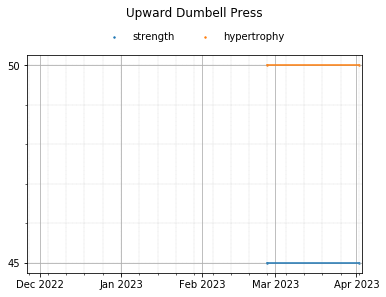 Upward Dumbell Press
strength hypertrophy
50
45
Dec 2022 Jan 2023 Feb 2023 Mar 2023 Apr 2023